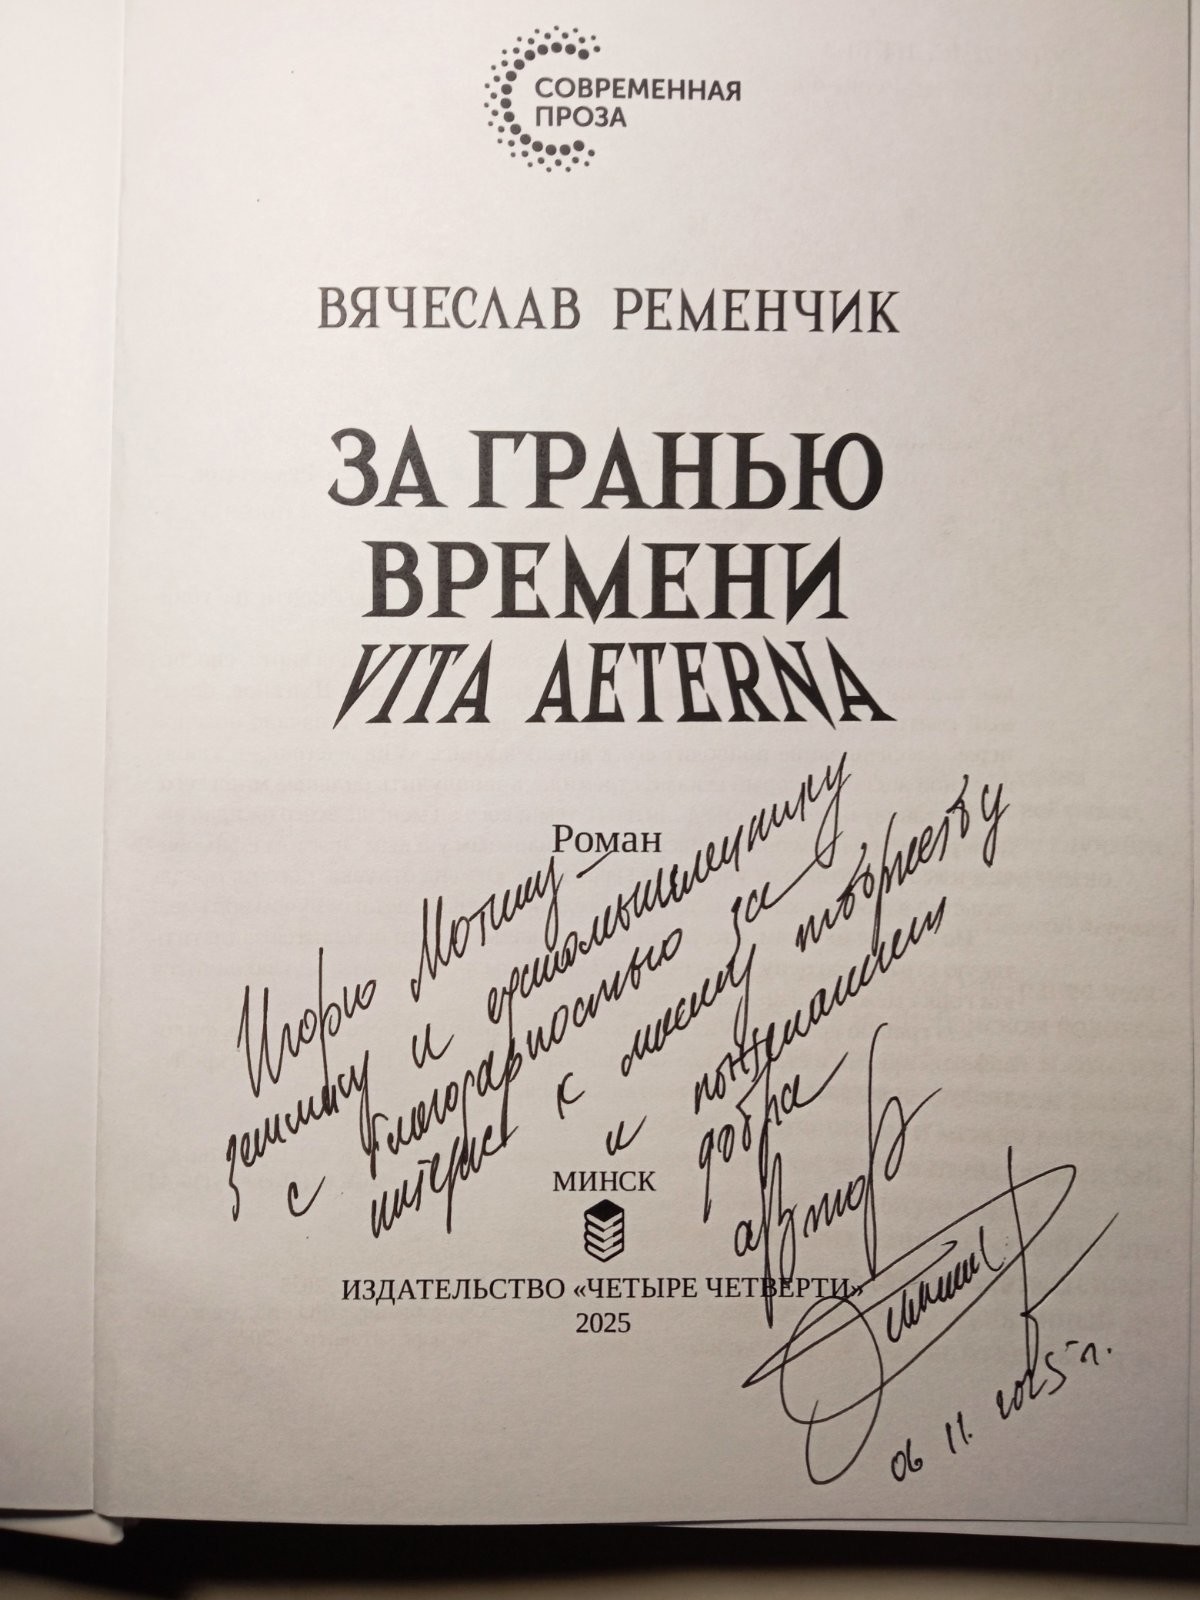 СОВРЕМЕННАЯ
ПРОЗА
ВЯЧЕСЛАВ РЕМЕНЧИК
ЗА ГРАНЬЮ
ВРЕМЕНИ
VITA AETERNA
Роман
Игорю Мотину –
земляку и единомышленнику
с благодарностью за
интерес к моему творчеству
и пожеланием
добра
автор
06 11. 2025 г.
МИНСК
ИЗДАТЕЛЬСТВО «ЧЕТЫРЕ ЧЕТВЕРТИ»
2025